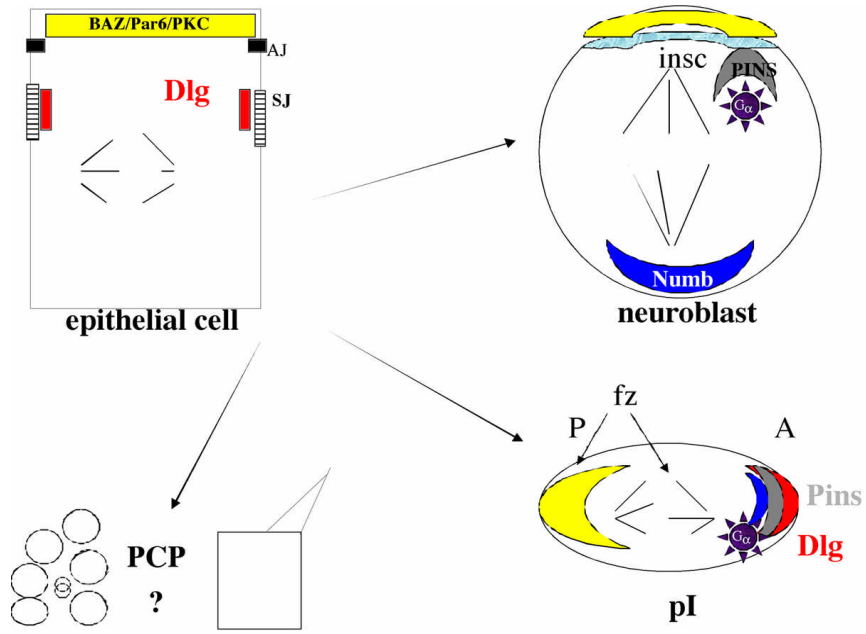 BAZ/Par6/PKC
AJ
Dlg
SJ
epithelial cell
insc
PINS
Gα
Numb
neuroblast
fz
P
A
Pins
Gα
Dlg
pI
PCP
?